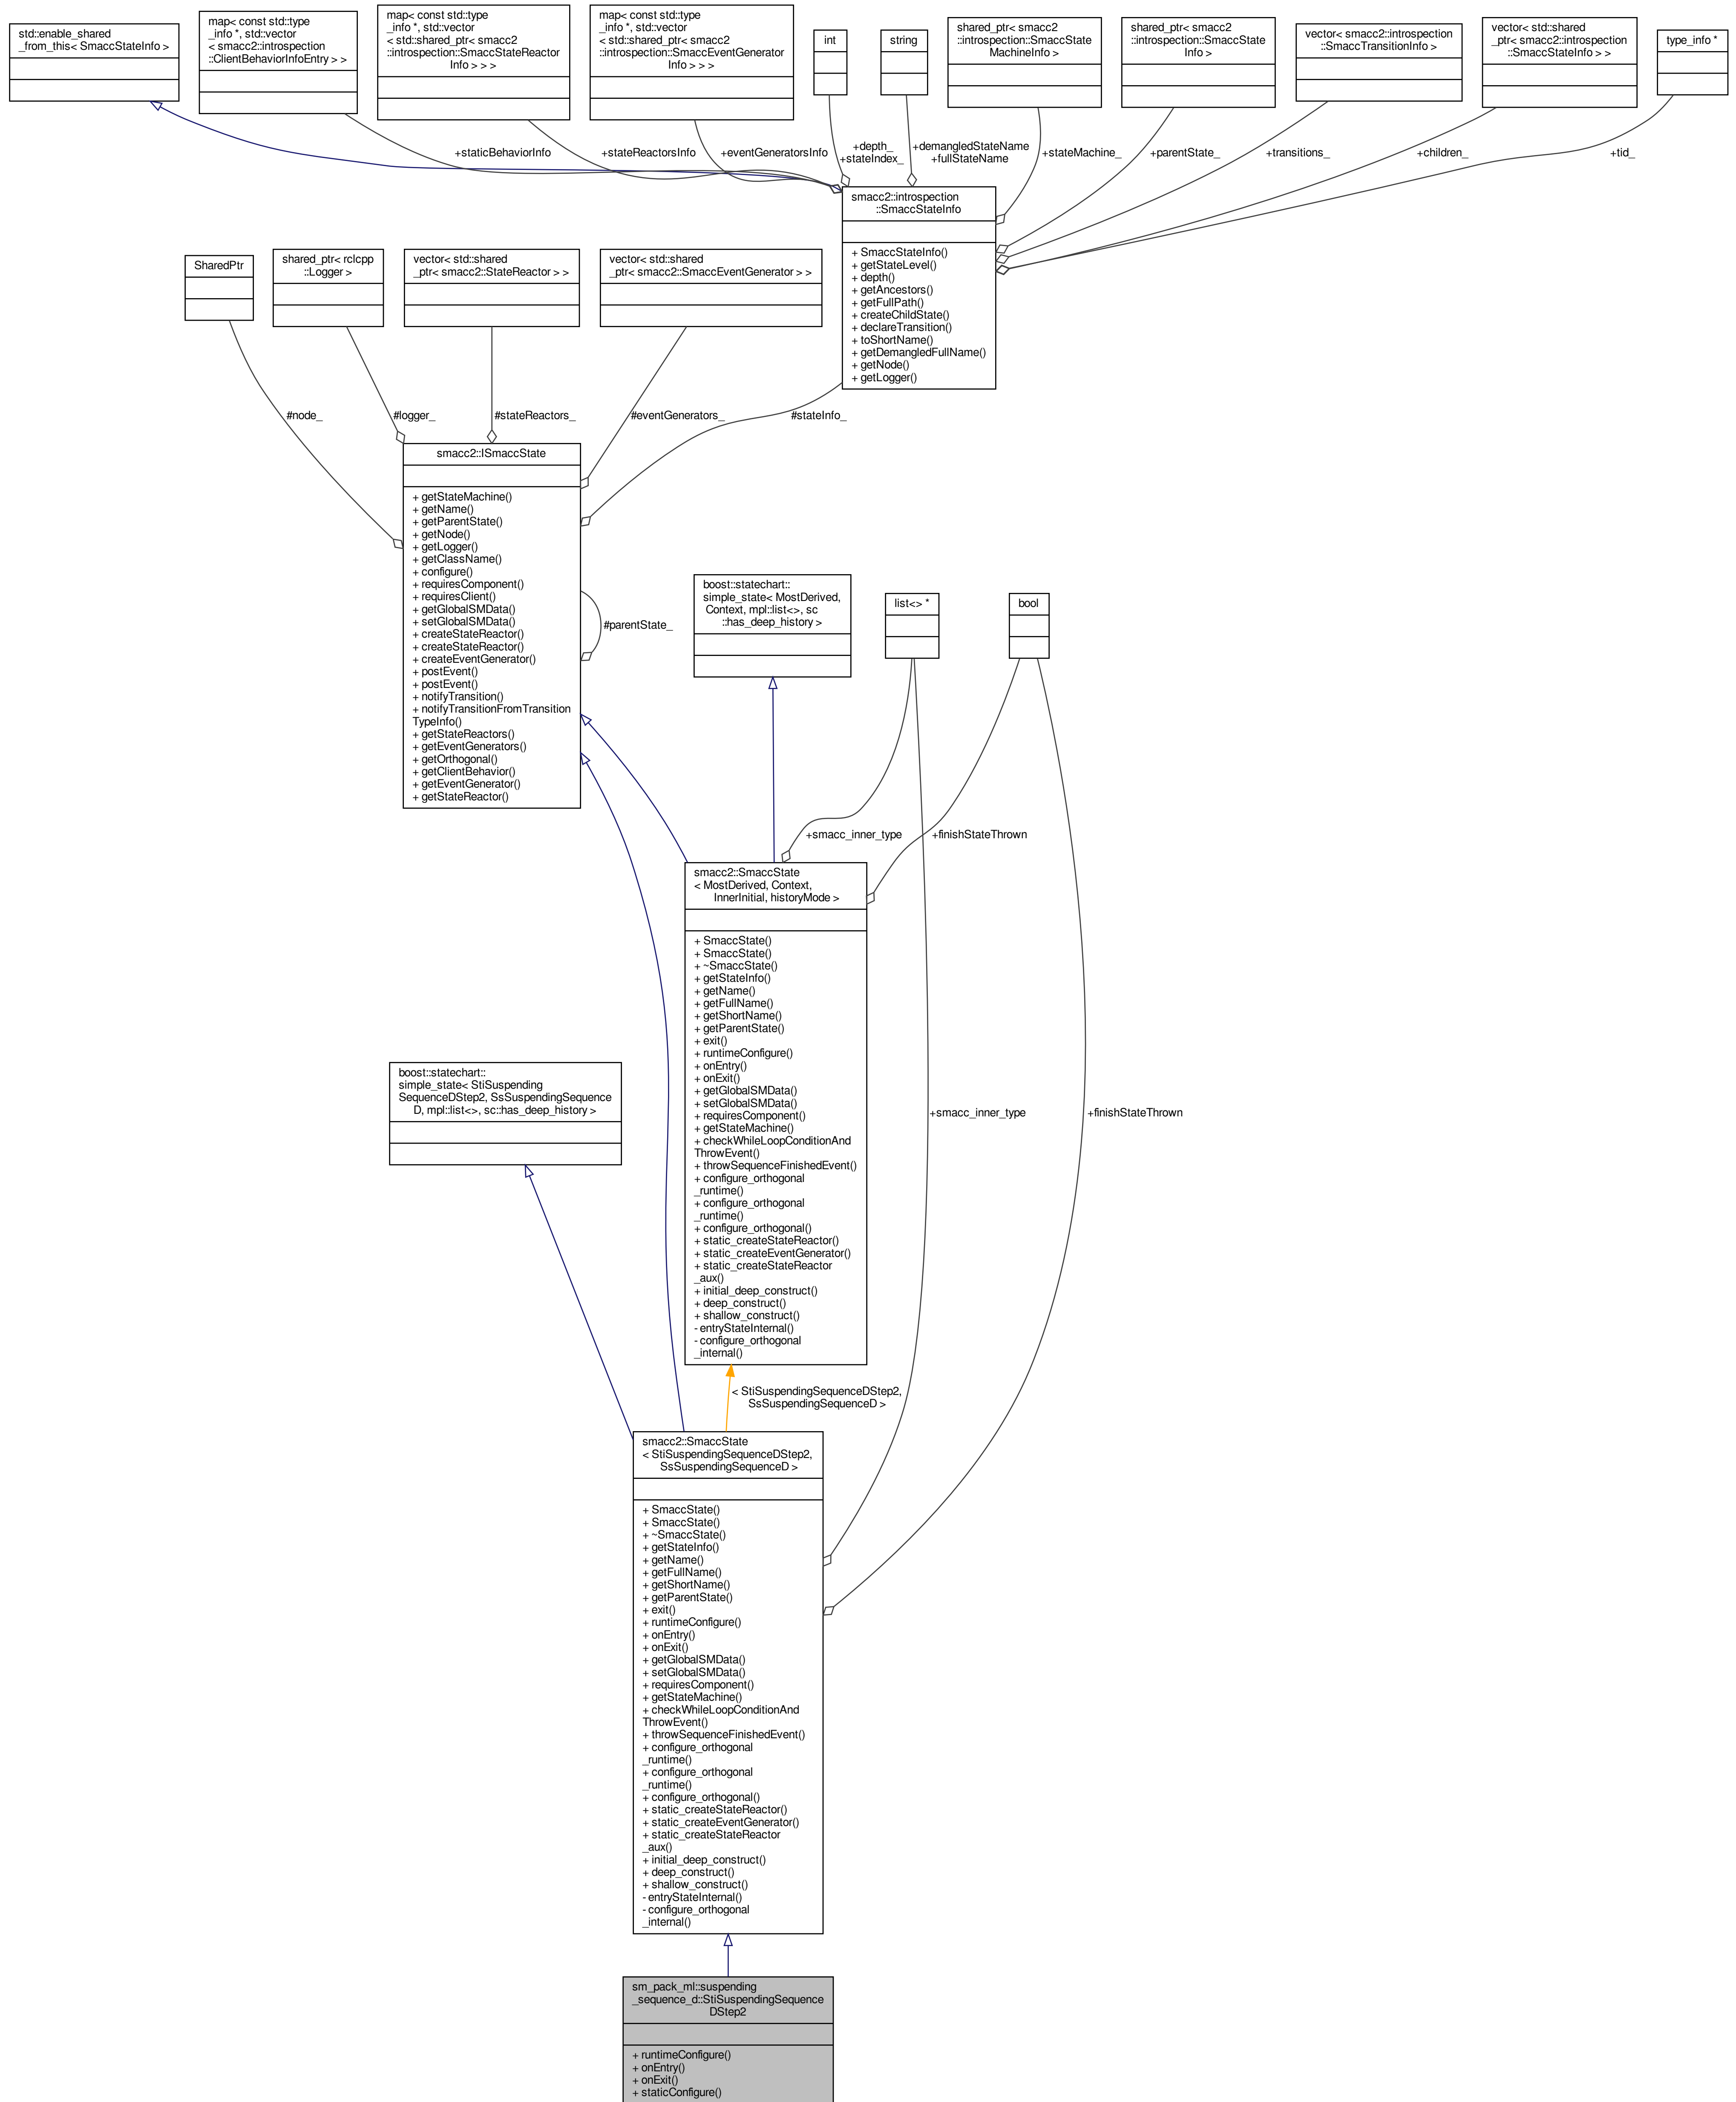 std::enable_shared
_from_this< SmaccStateInfo >
map< const std::type
_info *, std::vector
< smacc2::introspection
::ClientBehaviorInfoEntry > >
map< const std::type
_info *, std::vector
< std::shared_ptr< smacc2
::introspection::SmaccStateReactor
Info > > >
map< const std::type
_info *, std::vector
< std::shared_ptr< smacc2
::introspection::SmaccEventGenerator
Info > > >
int
string
shared_ptr< smacc2
::introspection::SmaccState
MachineInfo >
shared_ptr< smacc2
::introspection::SmaccState
Info >
vector< smacc2::introspection
::SmaccTransitionInfo >
vector< std::shared
_ptr< smacc2::introspection
::SmaccStateInfo > >
type_info *
+staticBehaviorInfo
+stateReactorsInfo
+eventGeneratorsInfo
+depth_
+stateIndex_
+demangledStateName
+fullStateName
+stateMachine_
+parentState_
+transitions_
+children_
+tid_
smacc2::introspection
::SmaccStateInfo
+ SmaccStateInfo()
+ getStateLevel()
+ depth()
+ getAncestors()
+ getFullPath()
+ createChildState()
+ declareTransition()
+ toShortName()
+ getDemangledFullName()
+ getNode()
+ getLogger()
SharedPtr
shared_ptr< rclcpp
::Logger >
vector< std::shared
_ptr< smacc2::StateReactor > >
vector< std::shared
_ptr< smacc2::SmaccEventGenerator > >
#node_
#logger_
#stateReactors_
#eventGenerators_
#stateInfo_
smacc2::ISmaccState
+ getStateMachine()
+ getName()
+ getParentState()
+ getNode()
+ getLogger()
+ getClassName()
+ configure()
+ requiresComponent()
+ requiresClient()
+ getGlobalSMData()
+ setGlobalSMData()
+ createStateReactor()
+ createStateReactor()
+ createEventGenerator()
+ postEvent()
+ postEvent()
+ notifyTransition()
+ notifyTransitionFromTransition
TypeInfo()
+ getStateReactors()
+ getEventGenerators()
+ getOrthogonal()
+ getClientBehavior()
+ getEventGenerator()
+ getStateReactor()
#parentState_
boost::statechart::
simple_state< MostDerived,
Context, mpl::list<>, sc
::has_deep_history >
list<> *
bool
+smacc_inner_type
+finishStateThrown
smacc2::SmaccState
< MostDerived, Context,
InnerInitial, historyMode >
+ SmaccState()
+ SmaccState()
+ ~SmaccState()
+ getStateInfo()
+ getName()
+ getFullName()
+ getShortName()
+ getParentState()
+ exit()
+ runtimeConfigure()
+ onEntry()
+ onExit()
+ getGlobalSMData()
+ setGlobalSMData()
+ requiresComponent()
+ getStateMachine()
+ checkWhileLoopConditionAnd
ThrowEvent()
+ throwSequenceFinishedEvent()
+ configure_orthogonal
_runtime()
+ configure_orthogonal
_runtime()
+ configure_orthogonal()
+ static_createStateReactor()
+ static_createEventGenerator()
+ static_createStateReactor
_aux()
+ initial_deep_construct()
+ deep_construct()
+ shallow_construct()
- entryStateInternal()
- configure_orthogonal
_internal()
boost::statechart::
simple_state< StiSuspending
SequenceDStep2, SsSuspendingSequence
D, mpl::list<>, sc::has_deep_history >
+smacc_inner_type
+finishStateThrown
< StiSuspendingSequenceDStep2,
SsSuspendingSequenceD >
smacc2::SmaccState
< StiSuspendingSequenceDStep2,
SsSuspendingSequenceD >
+ SmaccState()
+ SmaccState()
+ ~SmaccState()
+ getStateInfo()
+ getName()
+ getFullName()
+ getShortName()
+ getParentState()
+ exit()
+ runtimeConfigure()
+ onEntry()
+ onExit()
+ getGlobalSMData()
+ setGlobalSMData()
+ requiresComponent()
+ getStateMachine()
+ checkWhileLoopConditionAnd
ThrowEvent()
+ throwSequenceFinishedEvent()
+ configure_orthogonal
_runtime()
+ configure_orthogonal
_runtime()
+ configure_orthogonal()
+ static_createStateReactor()
+ static_createEventGenerator()
+ static_createStateReactor
_aux()
+ initial_deep_construct()
+ deep_construct()
+ shallow_construct()
- entryStateInternal()
- configure_orthogonal
_internal()
sm_pack_ml::suspending
_sequence_d::StiSuspendingSequence
DStep2
+ runtimeConfigure()
+ onEntry()
+ onExit()
+ staticConfigure()